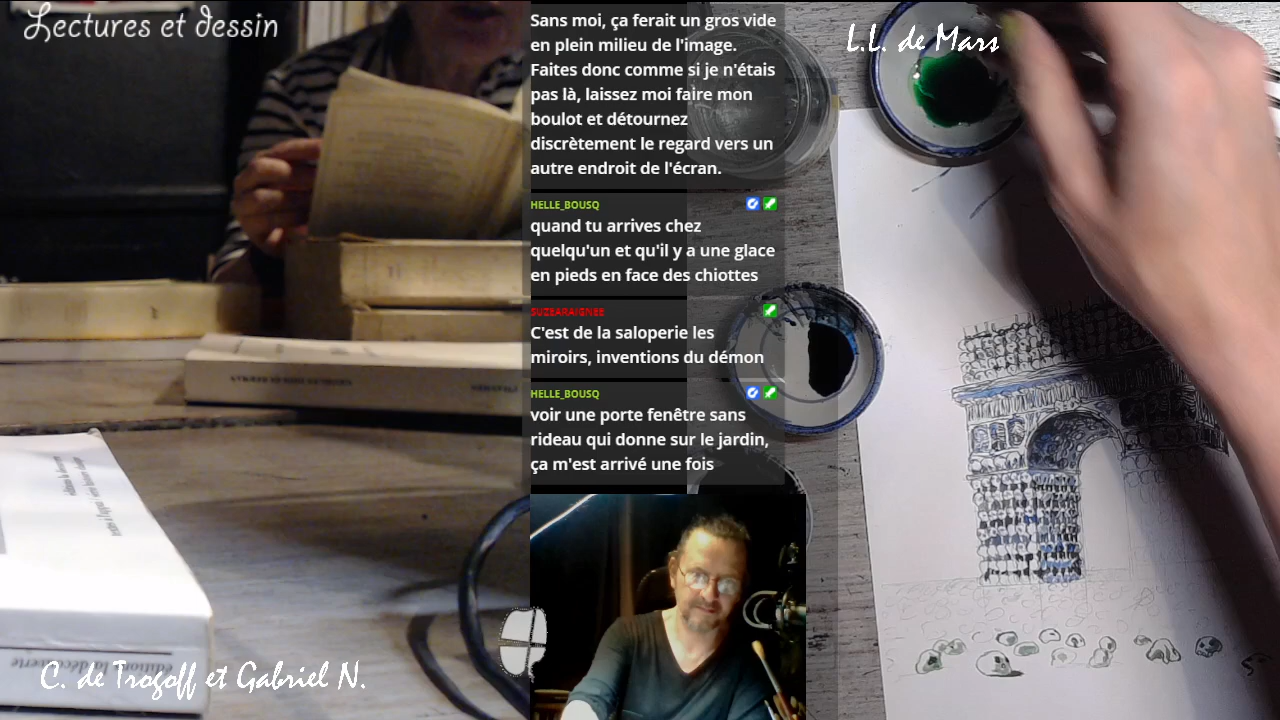 Lectures et dessin
Sans moi, ça ferait un gros vide
en plein milieu de l'image.
Faites donc comme si je n'étais
pas là, laissez moi faire mon
boulot et détournez
discrètement le regard vers un
autre endroit de l'écran.
HELLE_BOUSQ
quand tu arrives chez
quelqu'un et qu'il y a une glace
en pieds en face des chiottes
SUZEARAIGNEE
C'est de la saloperie les
miroirs, inventions du démon
HELLE_BOUSQ
voir une porte fenêtre sans
rideau qui donne sur le jardin,
ça m'est arrivé une fois
L.L. de Mars
C. de Trogoff et Gabriel N.